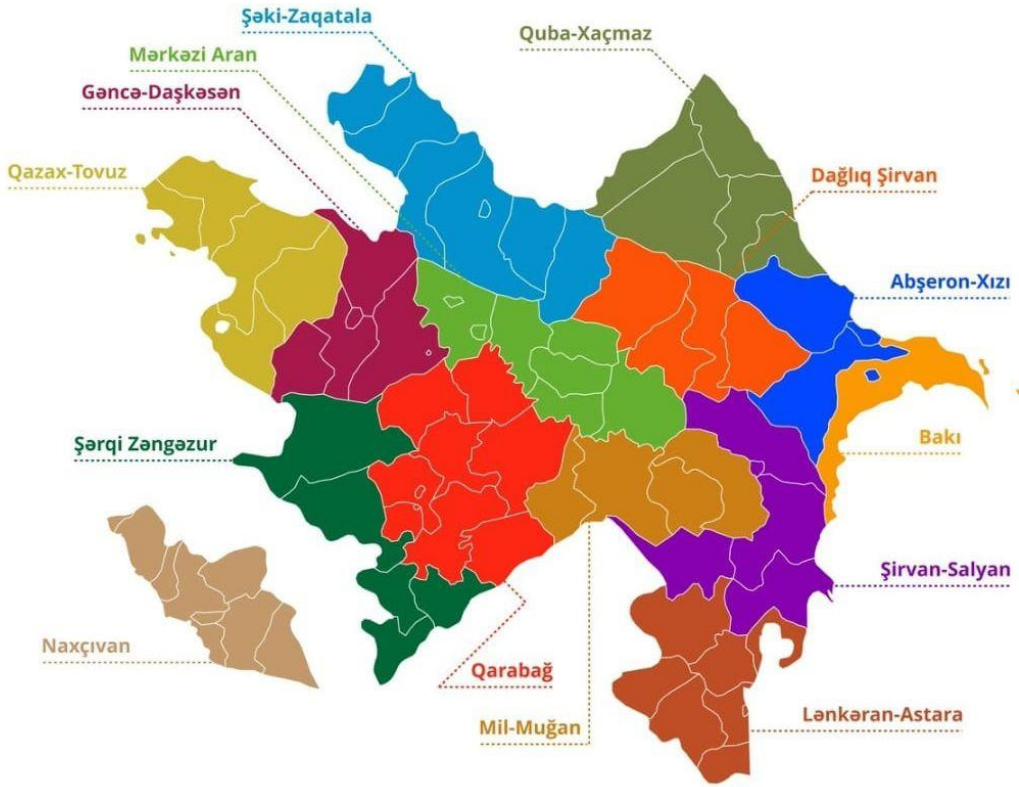 Şəki-Zaqatala
Quba-Xaçmaz
Mərkəzi Aran
Gəncə-Daşkəsən
Qazax-Tovuz
Dağlıq Şirvan
Abşeron-Xızı
Bakı
Şərqi Zəngəzur
Şirvan-Salyan
Naxçıvan
Qarabağ
Lənkəran-Astara
Mil-Muğan